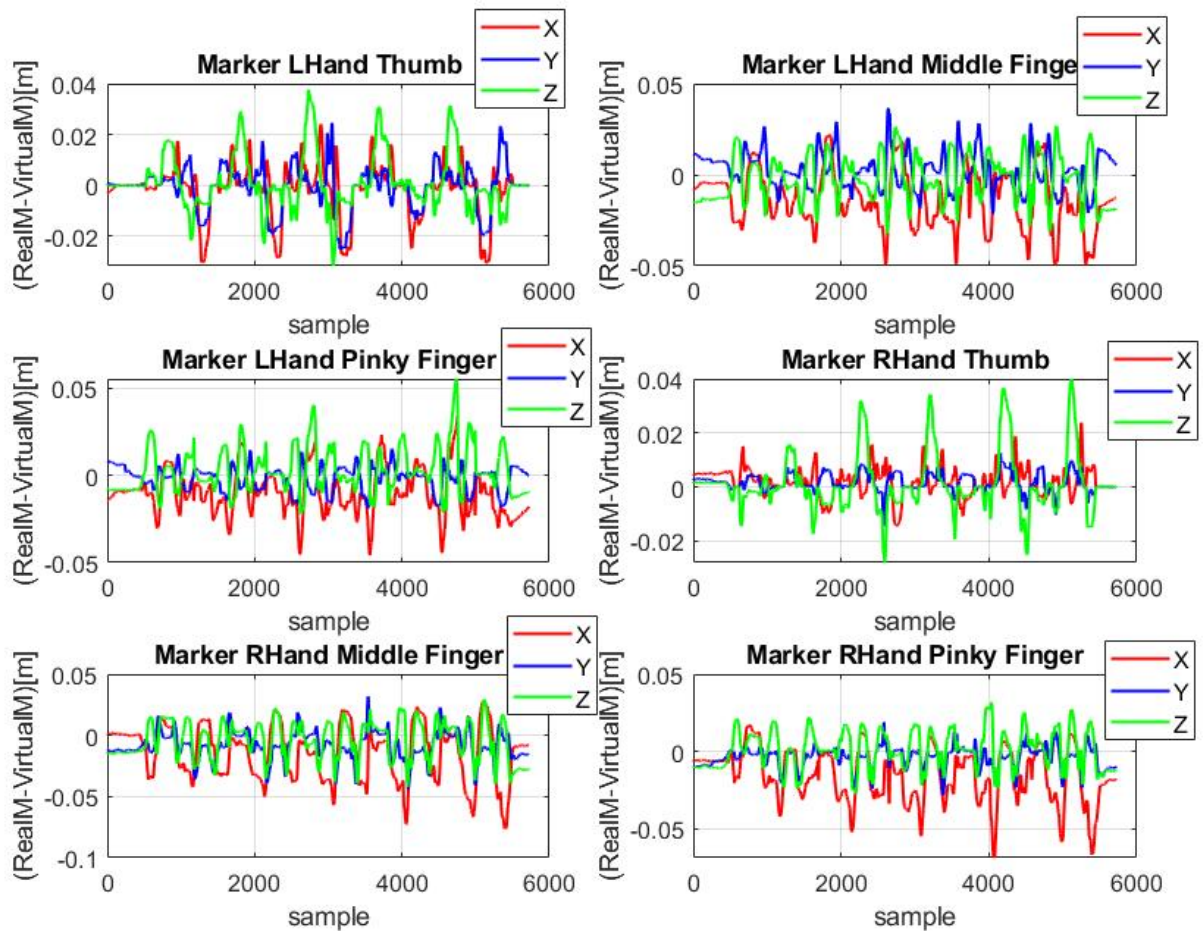 Marker LHand Thumb
X
Y
Z
(RealM-VirtualM)[m]
0.04
0.02
0
-0.02
0
2000
4000
6000
sample
Marker LHand Middle Finge
X
Y
Z
(RealM-VirtualM)[m]
0.05
0
-0.05
0
2000
4000
6000
sample
Marker LHand Pinky Finger
X
Y
Z
(RealM-VirtualM)[m]
0.05
0
-0.05
0
2000
4000
6000
sample
Marker RHand Thumb
X
Y
Z
(RealM-VirtualM)[m]
0.04
0.02
0
-0.02
0
2000
4000
6000
sample
Marker RHand Middle Finger
X
Y
Z
(RealM-VirtualM)[m]
0.05
0
-0.05
-0.1
0
2000
4000
6000
sample
Marker RHand Pinky Finger
X
Y
Z
(RealM-VirtualM)[m]
0.05
0
-0.05
0
2000
4000
6000
sample